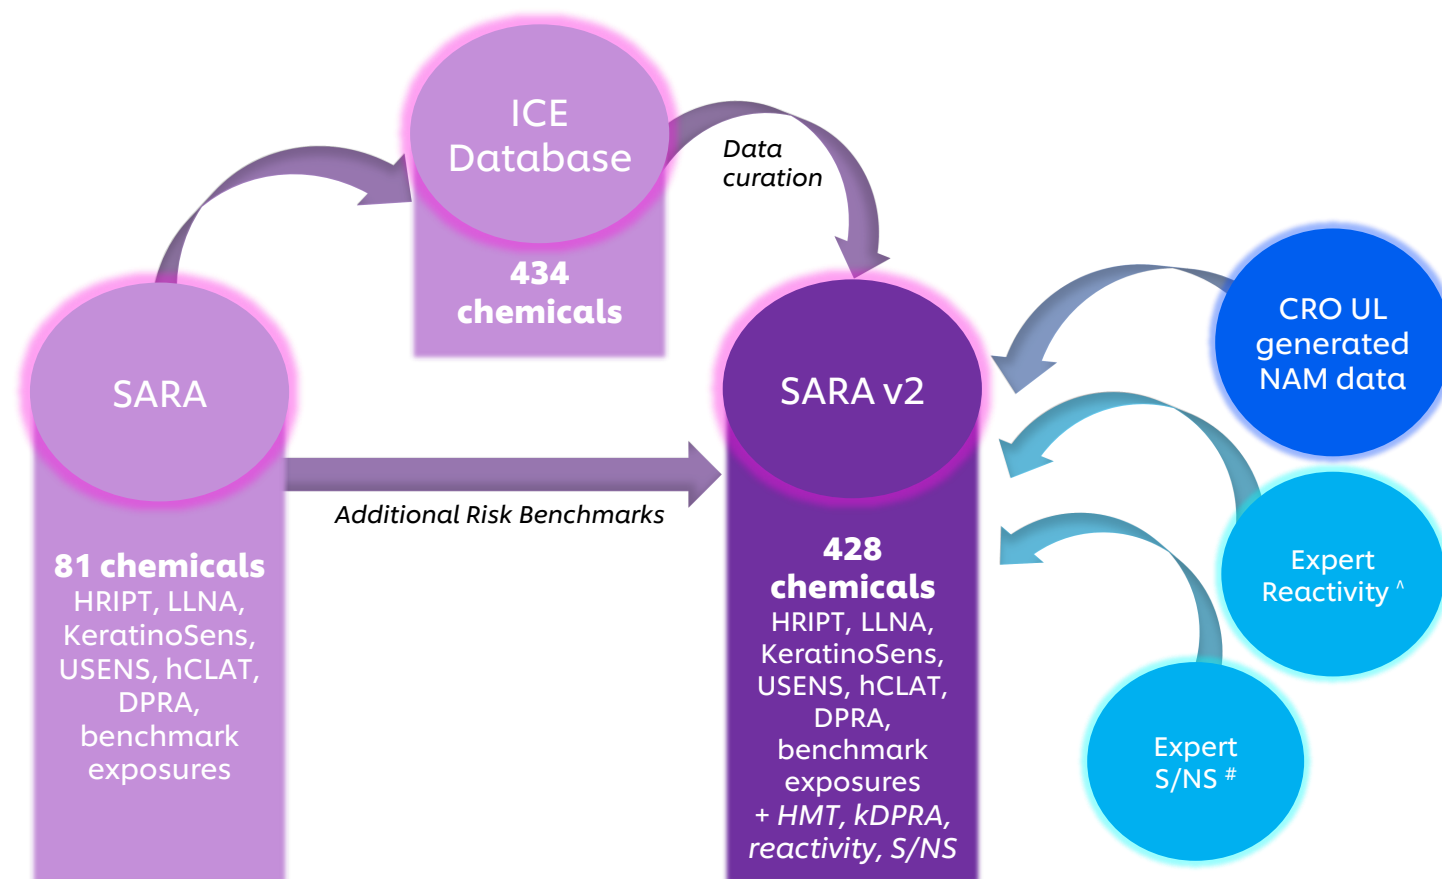 ICE
Database
434
chemicals
Data
curation
SARA
81 chemicals
HRIPT, LLNA,
KeratinoSens,
USENS, hCLAT,
DPRA,
benchmark
exposures
Additional Risk Benchmarks
SARA v2
428
chemicals
HRIPT, LLNA,
KeratinoSens,
USENS, hCLAT,
DPRA,
benchmark
exposures
+ HMT, kDPRA,
reactivity, S/NS
CRO UL
generated
NAM data
Expert
Reactivity ^
Expert
S/NS #